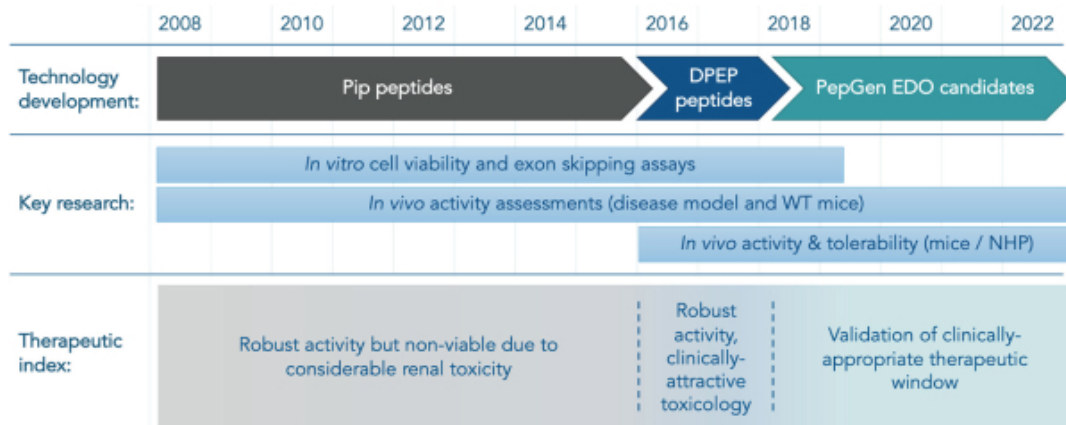 2008 2010 2012 2014 2016 2018 2020 2022
Technology
development:
Pip peptides
DPEP
peptides
PepGen EDO candidates
Key research:
In vitro cell viability and exon skipping assays
In vivo activity assessments (disease model and WT mice)
In vivo activity & tolerability (mice / NHP)
Therapeutic
index:
Robust activity but non-viable due to
considerable renal toxicity
Robust
activity,
clinically-
attractive
toxicology
Validation of clinically-
appropriate therapeutic
window